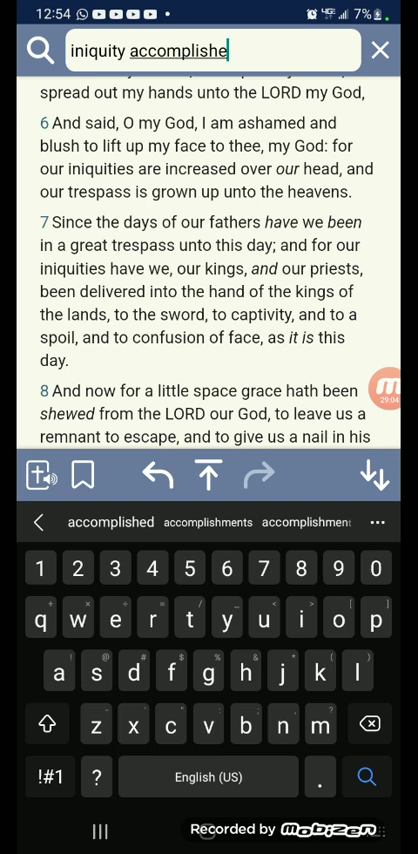 12:54 7%
iniquity accomplishe
spread out my hands unto the LORD my God,
6 And said, O my God, I am ashamed and
blush to lift up my face to thee, my God: for
our iniquities are increased over our head, and
our trespass is grown up unto the heavens.
7 Since the days of our fathers have we been
in a great trespass unto this day; and for our
iniquities have we, our kings, and our priests,
been delivered into the hand of the kings of
the lands, to the sword, to captivity, and to a
spoil, and to confusion of face, as it is this
day.
29:04
8 And now for a little space grace hath been
shewed from the LORD our God, to leave us a
remnant to escape, and to give us a nail in his
accomplished accomplishments accomplishment
1 2 3 4 5 6 7 8 9 0
q w e r t y u i o p
a s d f g h j k l
z x c v b n m
!#1 ? English (US) .
Recorded by mobizen